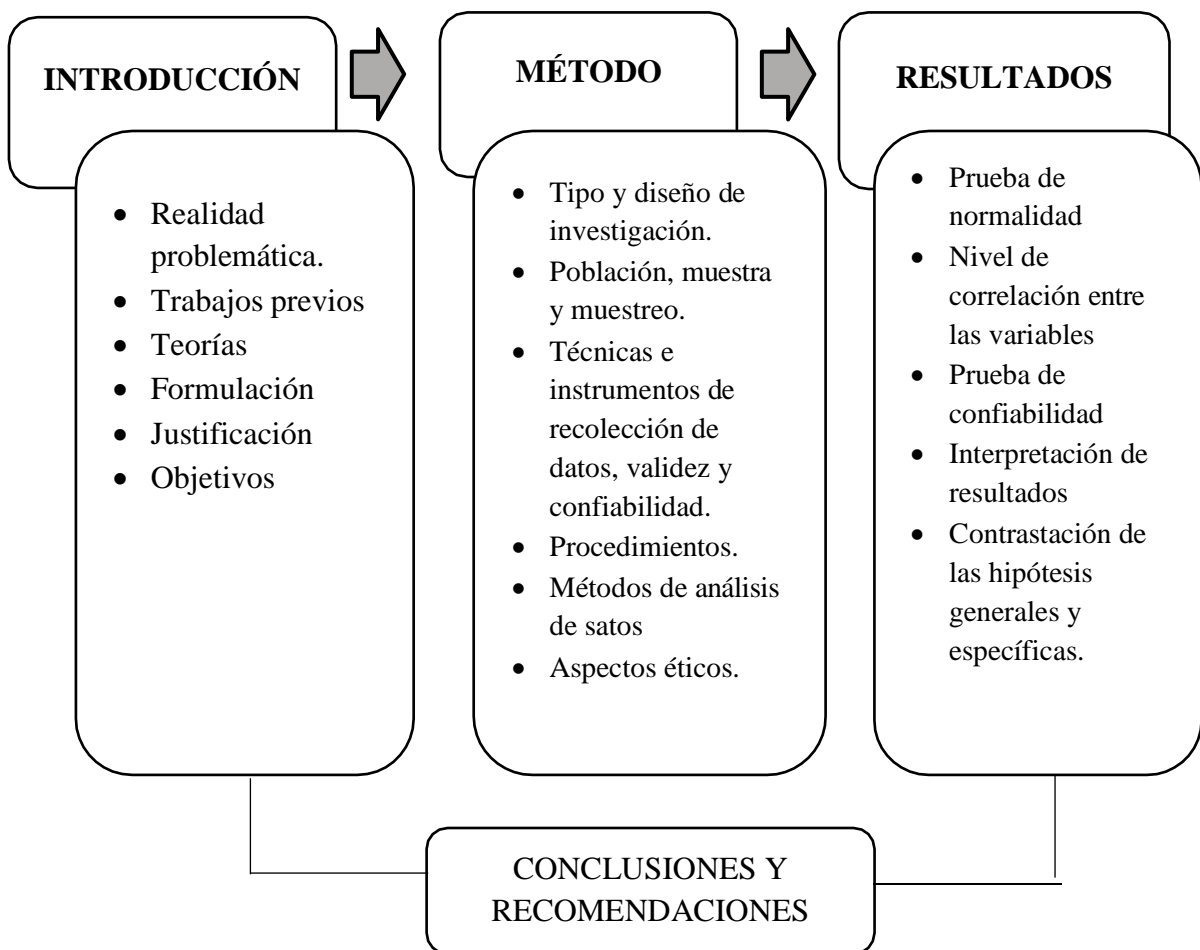 INTRODUCCIÓN
• Realidad
problemática.
• Trabajos previos
• Teorías
• Formulación
• Justificación
• Objetivos
MÉTODO
• Tipo y diseño de
investigación.
• Población, muestra
y muestreo.
• Técnicas e
instrumentos de
recolección de
datos, validez y
confiabilidad.
• Procedimientos.
• Métodos de análisis
de satos
• Aspectos éticos.
RESULTADOS
• Prueba de
normalidad
• Nivel de
correlación entre
las variables
• Prueba de
confiabilidad
• Interpretación de
resultados
• Contrastación de
las hipótesis
generales y
específicas.
CONCLUSIONES Y
RECOMENDACIONES